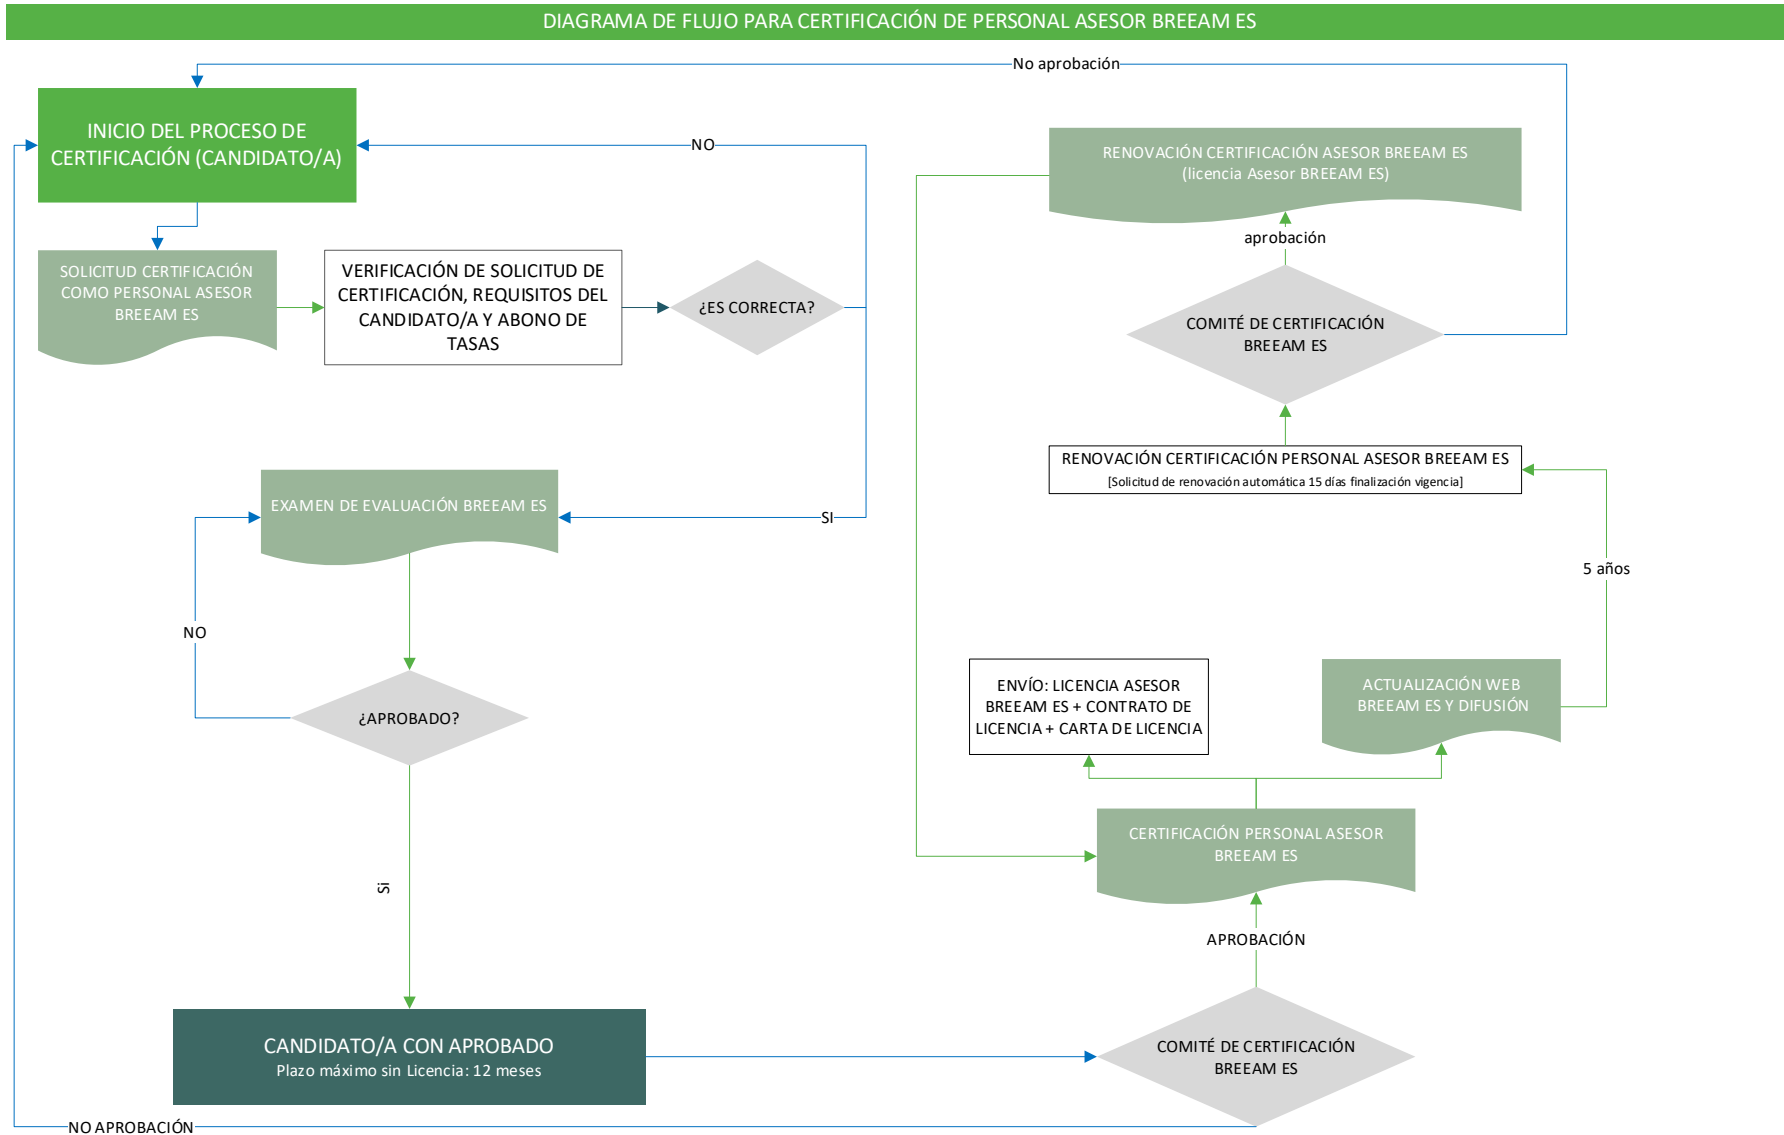 DIAGRAMA DE FLUJO PARA CERTIFICACIÓN DE PERSONAL ASESOR BREEAM ES
No aprobación
INICIO DEL PROCESO DE
CERTIFICACIÓN (CANDIDATO/A)
NO
RENOVACIÓN CERTIFICACIÓN ASESOR BREEAM ES
(licencia Asesor BREEAM ES)
aprobación
SOLICITUD CERTIFICACIÓN
COMO PERSONAL ASESOR
BREEAM ES
VERIFICACIÓN DE SOLICITUD DE
CERTIFICACIÓN, REQUISITOS DEL
CANDIDATO/A Y ABONO DE
TASAS
¿ES CORRECTA?
COMITÉ DE CERTIFICACIÓN
BREEAM ES
RENOVACIÓN CERTIFICACIÓN PERSONAL ASESOR BREEAM ES
[Solicitud de renovación automática 15 días finalización vigencia]
EXAMEN DE EVALUACIÓN BREEAM ES
SI
5 años
NO
¿APROBADO?
ENVÍO: LICENCIA ASESOR
BREEAM ES + CONTRATO DE
LICENCIA + CARTA DE LICENCIA
ACTUALIZACIÓN WEB
BREEAM ES Y DIFUSIÓN
CERTIFICACIÓN PERSONAL ASESOR
BREEAM ES
Si
APROBACIÓN
CANDIDATO/A CON APROBADO
Plazo máximo sin Licencia: 12 meses
COMITÉ DE CERTIFICACIÓN
BREEAM ES
NO APROBACIÓN